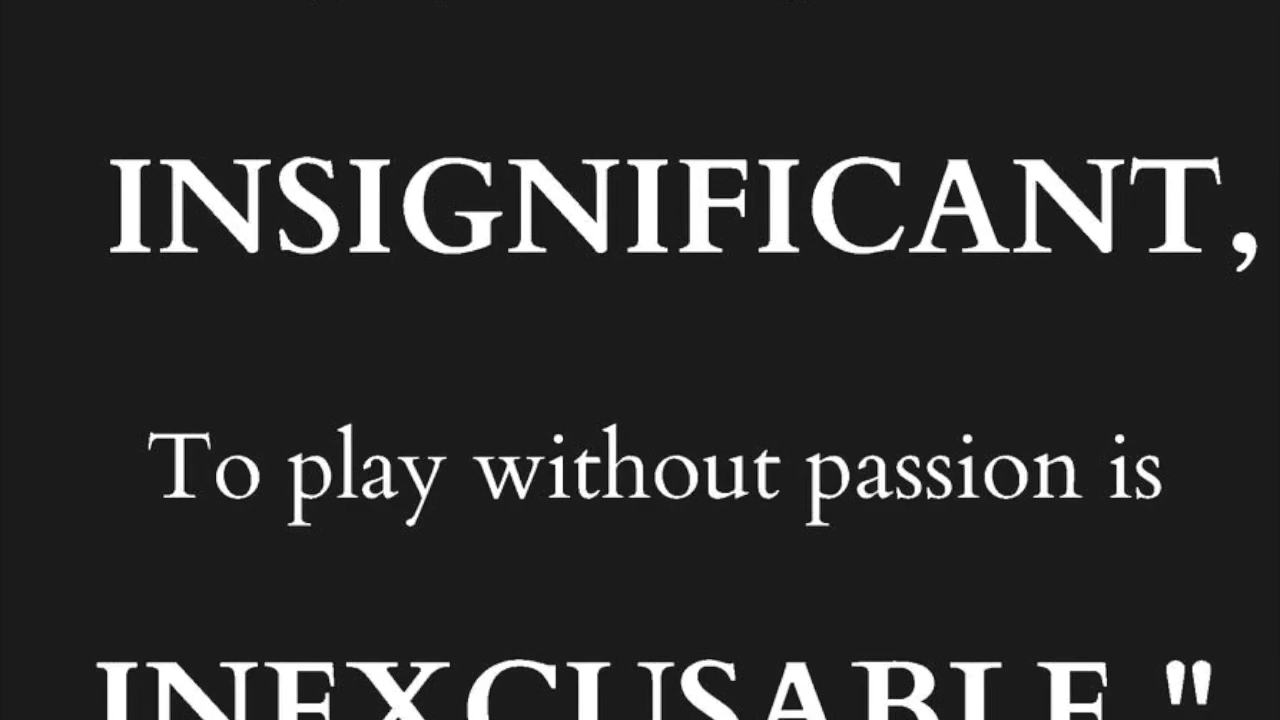 INSIGNIFICANT,
To play without passion is
INEXCUSABLE."